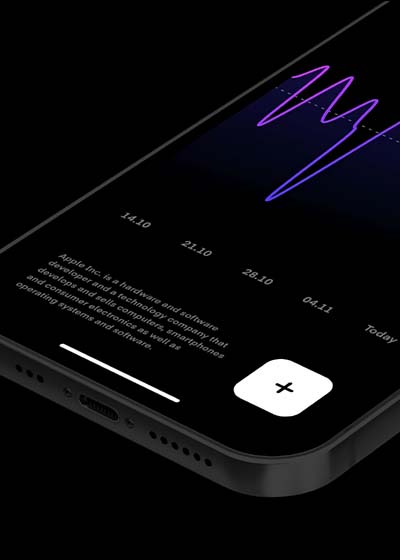 14.10
21.10
28.10
04.11
Today
Apple Inc. is a hardware and software
developer and a technology company that
develops and sells computers, smartphones
and consumer electronics as well as
operating systems and software.